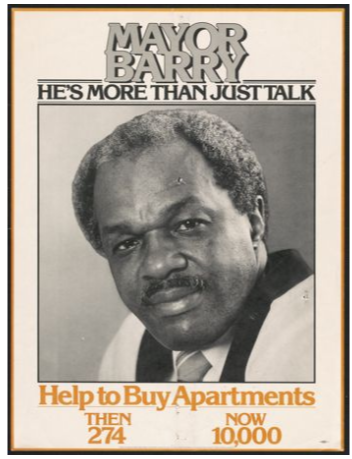 MAYOR
BARRY
HE'S MORE THAN JUST TALK
Help to Buy Apartments
THEN NOW
274 10,000